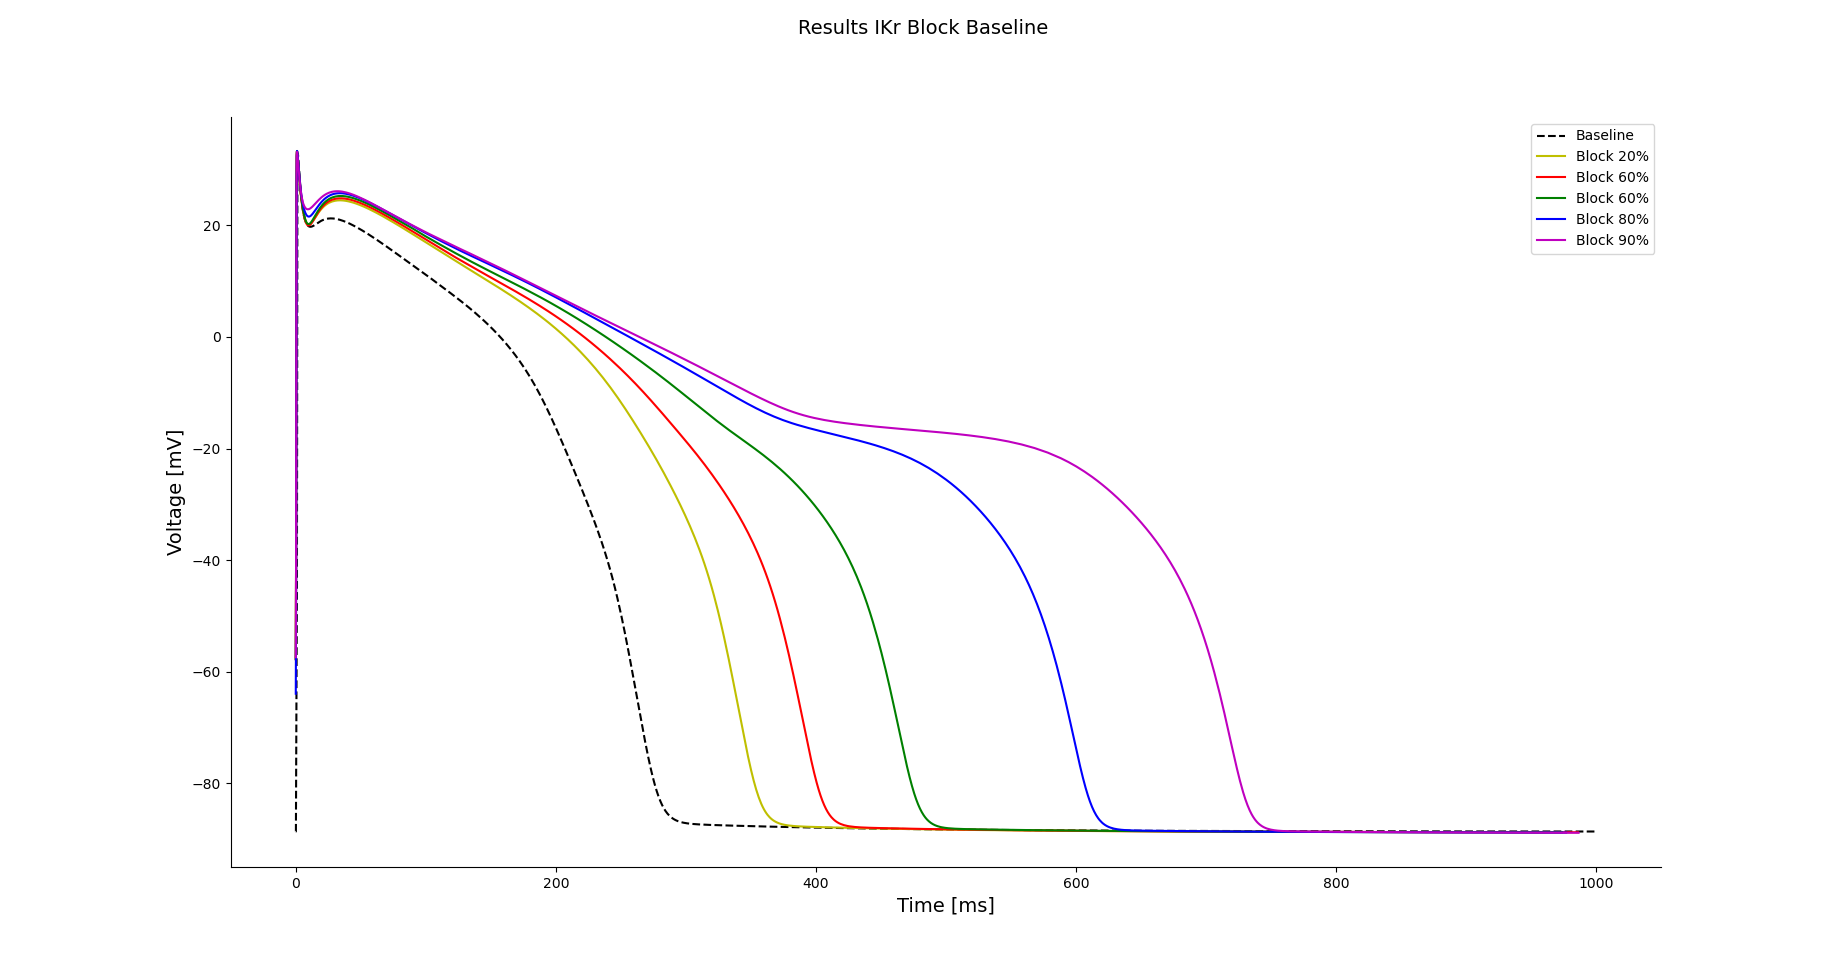 Results IKr Block Baseline
Baseline
Block 20%
Block 60%
Block 60%
Block 80%
Block 90%
20
0
−20
−40
−60
−80
Voltage [mV]
0 200 400 600 800 1000
Time [ms]